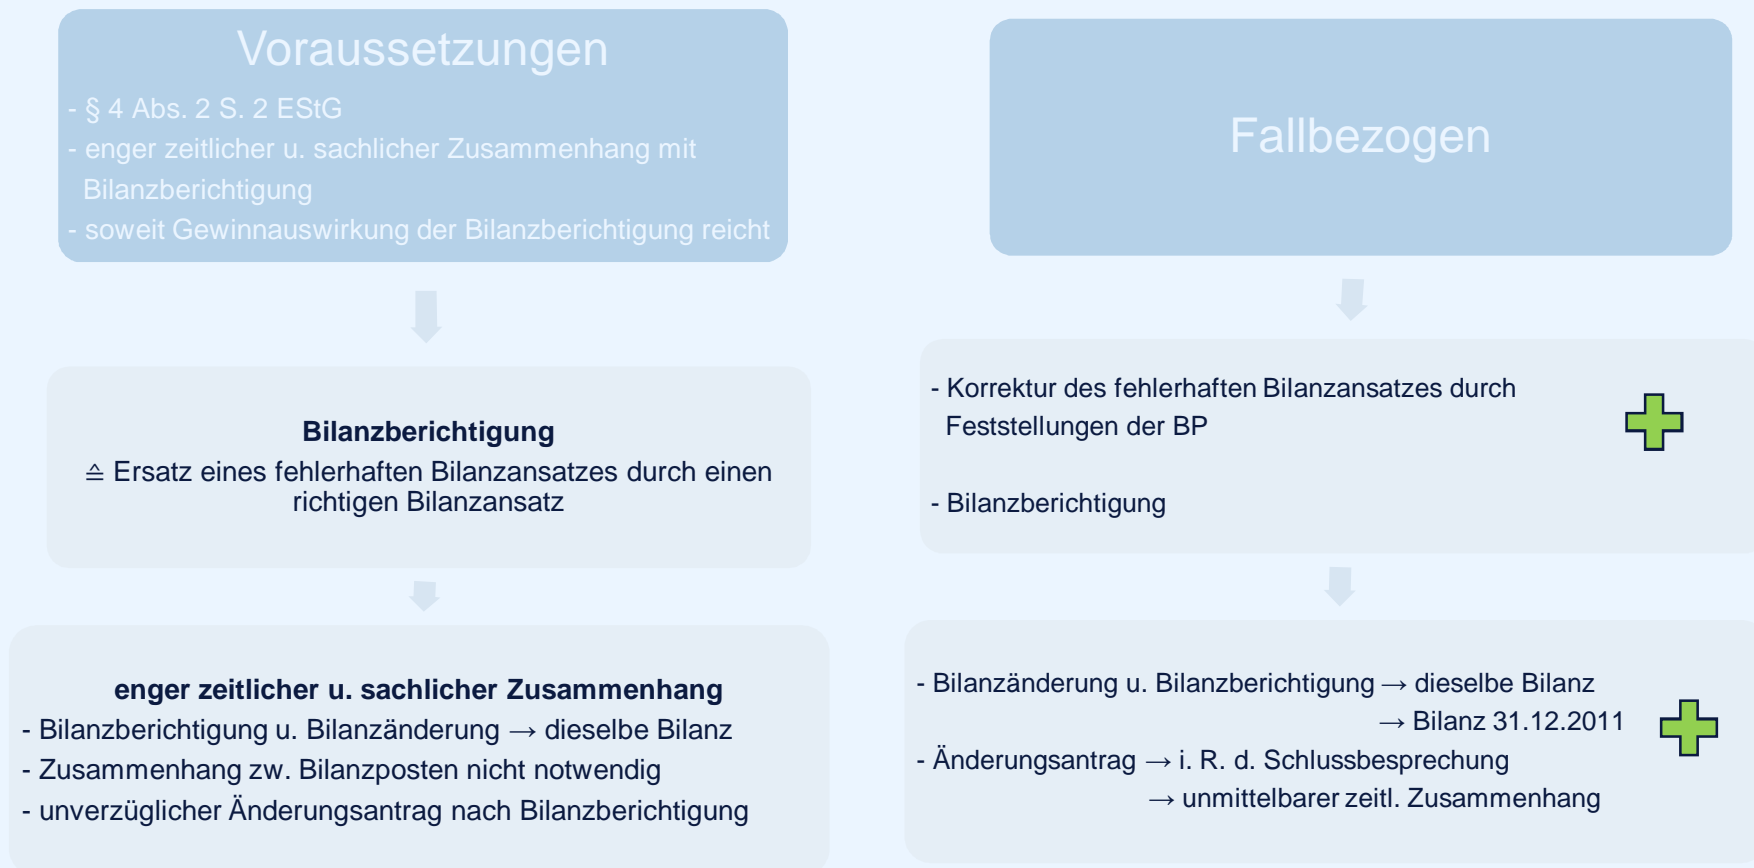 Voraussetzungen
- § 4 Abs. 2 S. 2 EStG
- enger zeitlicher u. sachlicher Zusammenhang mit
Bilanzberichtigung
- soweit Gewinnauswirkung der Bilanzberichtigung reicht
Bilanzberichtigung
≙ Ersatz eines fehlerhaften Bilanzansatzes durch einen
richtigen Bilanzansatz
enger zeitlicher u. sachlicher Zusammenhang
- Bilanzberichtigung u. Bilanzänderung → dieselbe Bilanz
- Zusammenhang zw. Bilanzposten nicht notwendig
- unverzüglicher Änderungsantrag nach Bilanzberichtigung
Fallbezogen
- Korrektur des fehlerhaften Bilanzansatzes durch
Feststellungen der BP
- Bilanzberichtigung
- Bilanzänderung u. Bilanzberichtigung → dieselbe Bilanz
→ Bilanz 31.12.2011
- Änderungsantrag → i. R. d. Schlussbesprechung
→ unmittelbarer zeitl. Zusammenhang